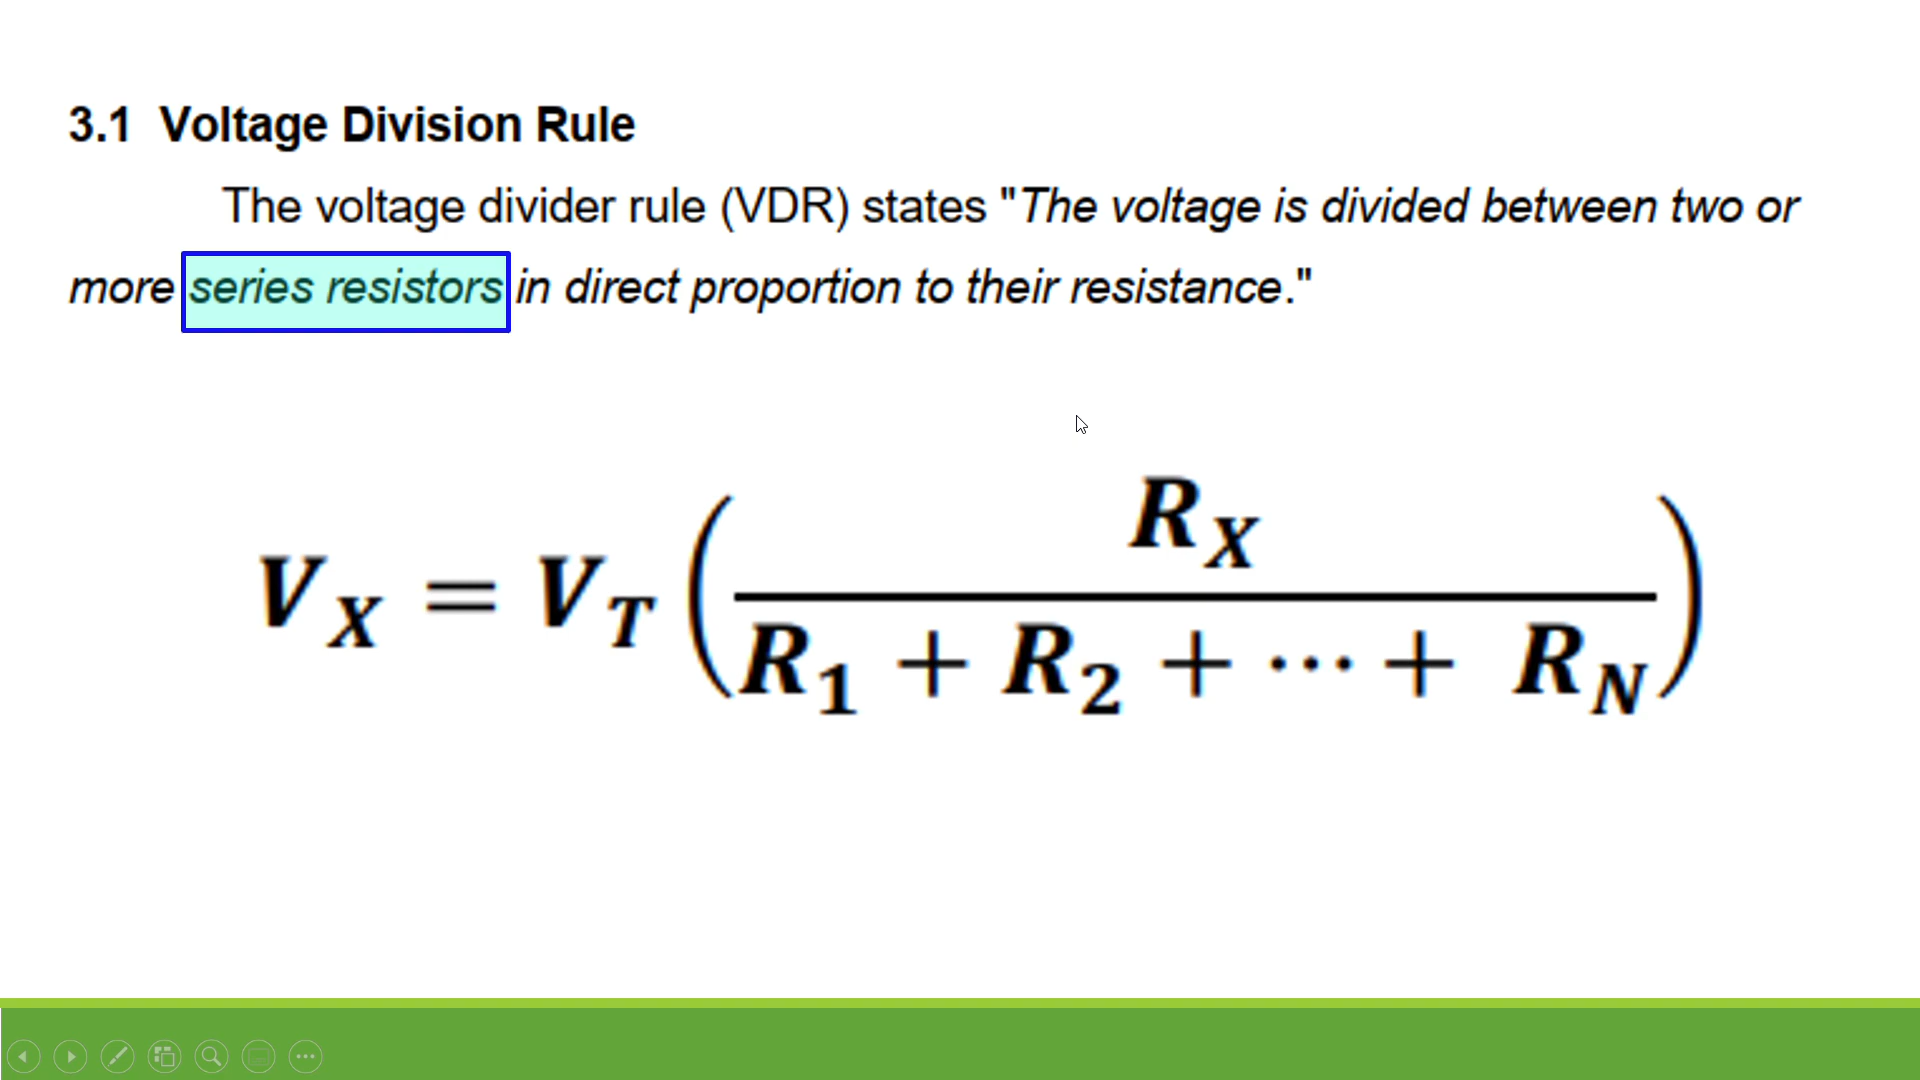 3.1 Voltage Division Rule
The voltage divider rule (VDR) states "The voltage is divided between two or
more series resistors in direct proportion to their resistance."
V_X = V_T (R_X / (R_1 + R_2 + ⋯ + R_N))